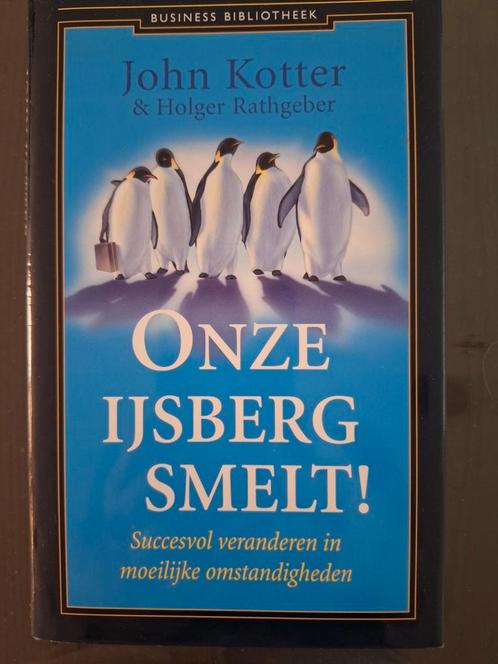 BUSINESS BIBLIOTHEEK
John Kotter
& Holger Rathgeber
ONZE
IJSBERG
SMELT!
Succesvol veranderen in
moeilijke omstandigheden